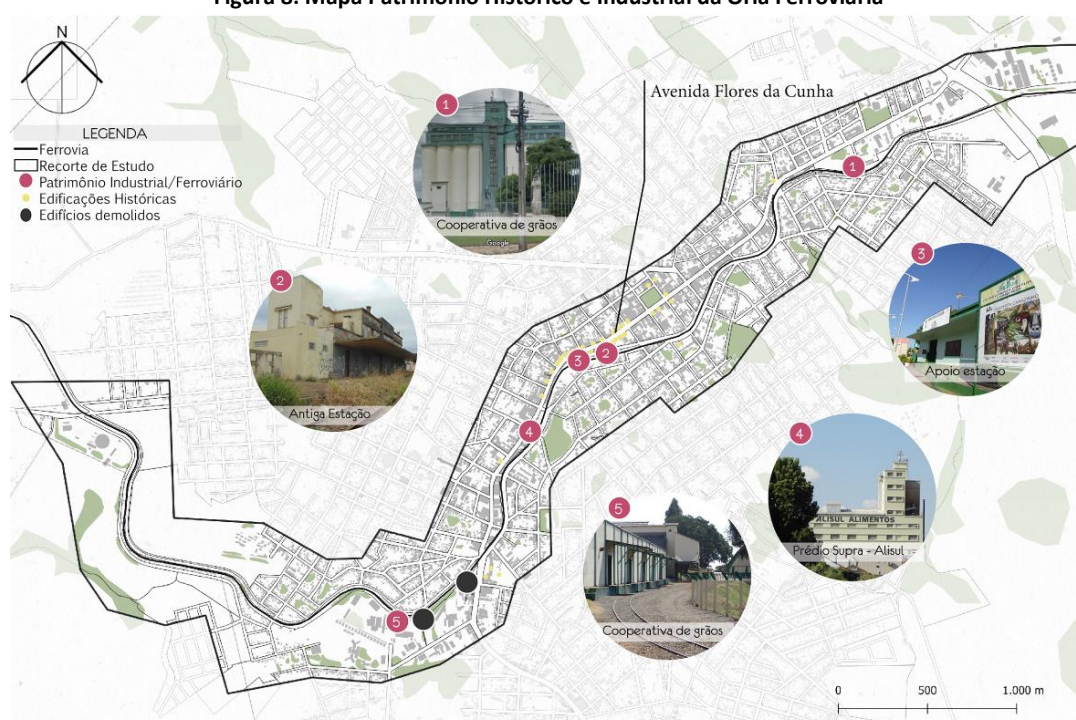 Figura 8: Mapa Patrimônio Histórico e Industrial da Orla Ferroviária
N
LEGENDA
Ferrovia
Recorte de Estudo
Patrimônio Industrial/Ferroviário
Edificações Históricas
Edifícios demolidos
Avenida Flores da Cunha
1
Cooperativa de grãos
Google
1
2
Antiga Estação
3
Apoio estação
3
2
4
4
ALISUL ALIMENTOS
Prédio Supra - Alisul
5
Cooperativa de grãos
5
0 500 1.000 m